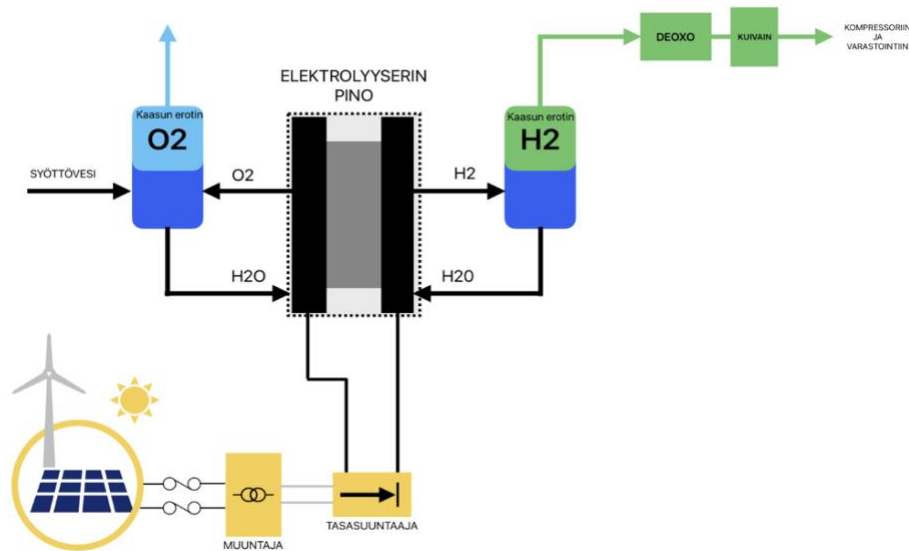 ELEKTROLYYSERIN
PINO
DEOXO
KUIVAIN
KOMPRESSORIIN
JA
VARASTOINTIIN
Kaasun erotin
O2
Kaasun erotin
H2
SYÖTTÖVESI
O2
H2
H2O
H20
MUUNTAJA
TASASUUNTAAJA